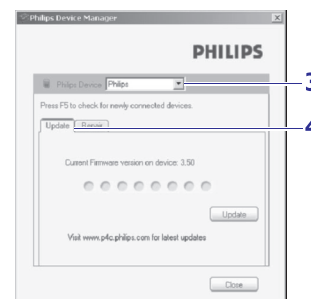 Philips Device Manager
PHILIPS
Philips Device Philips
3
Press F5 to check for newly connected devices.
4
Update Repair
Current Firmware version on device: 3.50
Update
Visit www.p4c.philips.com for latest updates
Close